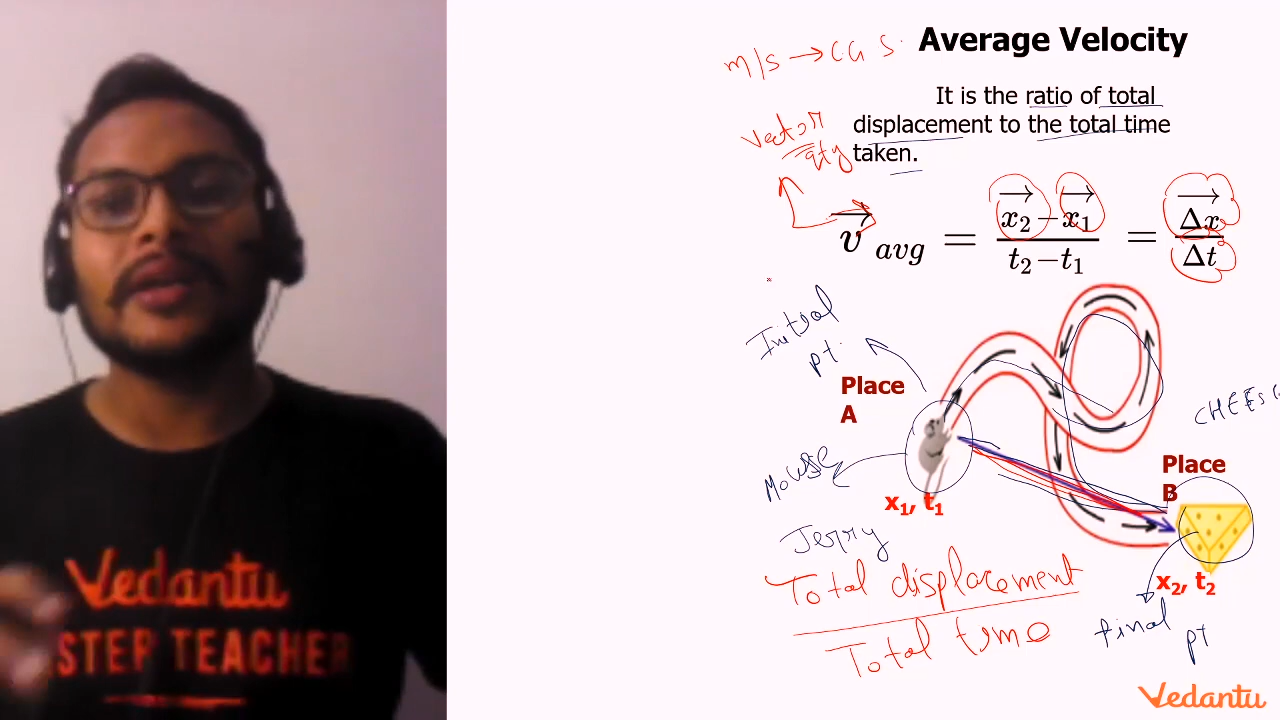 m/s → CG S.
Average Velocity
It is the ratio of total
displacement to the total time
taken.
vector
qty
v avg = x₂ − x₁ / t₂ − t₁ = Δx / Δt
Initial
pt.
Place
A
CHEES
Mouse
Place
B
x₁, t₁
Jerry
Total displacement
Total time
x₂, t₂
final
pt
Vedantu
Vedantu
STEP TEACHER